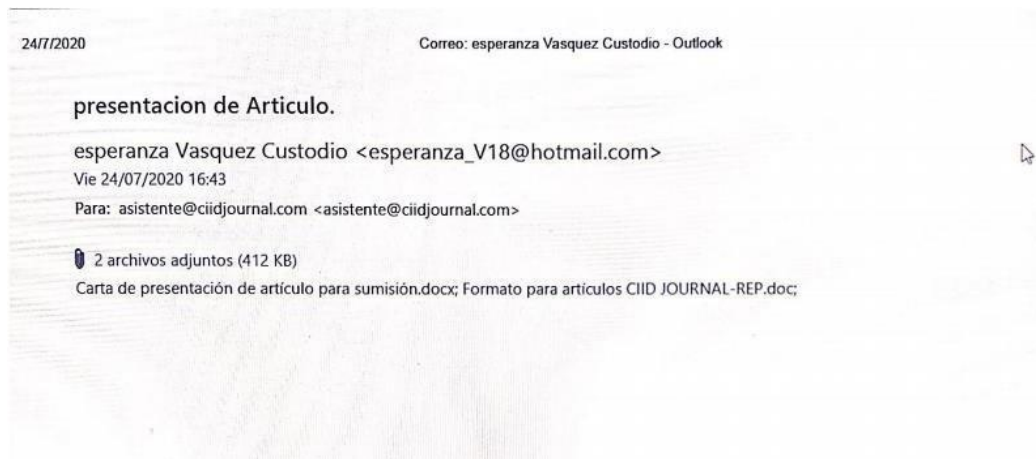 24/7/2020 Correo: esperanza Vasquez Custodio - Outlook
presentacion de Articulo.
esperanza Vasquez Custodio <esperanza_V18@hotmail.com>
Vie 24/07/2020 16:43
Para: asistente@ciidjournal.com <asistente@ciidjournal.com>
2 archivos adjuntos (412 KB)
Carta de presentación de artículo para sumisión.docx; Formato para artículos CIID JOURNAL-REP.doc;